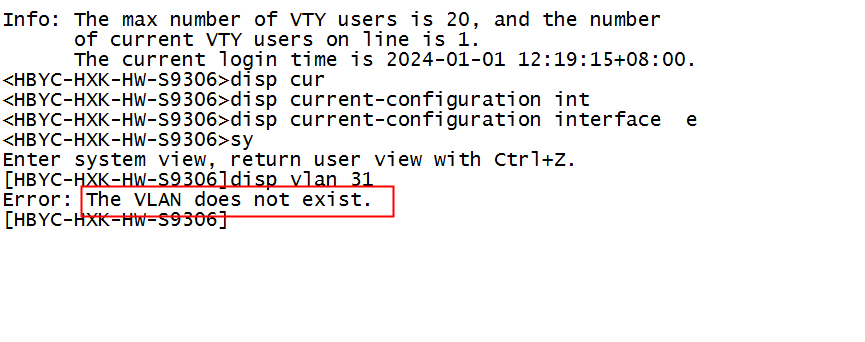 Info: The max number of VTY users is 20, and the number
of current VTY users on line is 1.
The current login time is 2024-01-01 12:19:15+08:00.
<HBYC-HXK-HW-S9306>disp cur
<HBYC-HXK-HW-S9306>disp current-configuration int
<HBYC-HXK-HW-S9306>disp current-configuration interface  e
<HBYC-HXK-HW-S9306>sy
Enter system view, return user view with Ctrl+Z.
[HBYC-HXK-HW-S9306]disp vlan 31
Error: The VLAN does not exist.
[HBYC-HXK-HW-S9306]